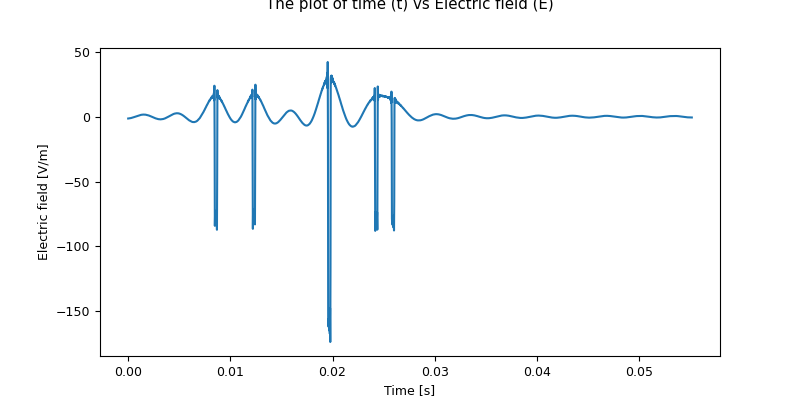 The plot of time (t) vs Electric field (E)
50
0
−50
−100
−150
Electric field [V/m]
0.00 0.01 0.02 0.03 0.04 0.05
Time [s]